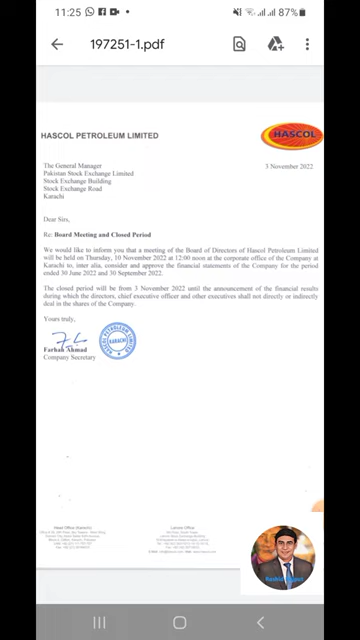 11:25
87%
197251-1.pdf
HASCOL PETROLEUM LIMITED
HASCOL
The General Manager
3 November 2022
Pakistan Stock Exchange Limited
Stock Exchange Building
Stock Exchange Road
Karachi
Dear Sirs,
Re: Board Meeting and Closed Period
We would like to inform you that a meeting of the Board of Directors of Hascol Petroleum Limited
will be held on Thursday, 10 November 2022 at 12:00 noon at the corporate office of the Company at
Karachi to, inter alia, consider and approve the financial statements of the Company for the period
ended 30 June 2022 and 30 September 2022.
The closed period will be from 3 November 2022 until the announcement of the financial results
during which the directors, chief executive officer and other executives shall not directly or indirectly
deal in the shares of the Company.
Yours truly,
HASCOL PETROLEUM LIMITED
KARACHI
Farhan Ahmad
Company Secretary
Head Office (Karachi)
Lahore Office